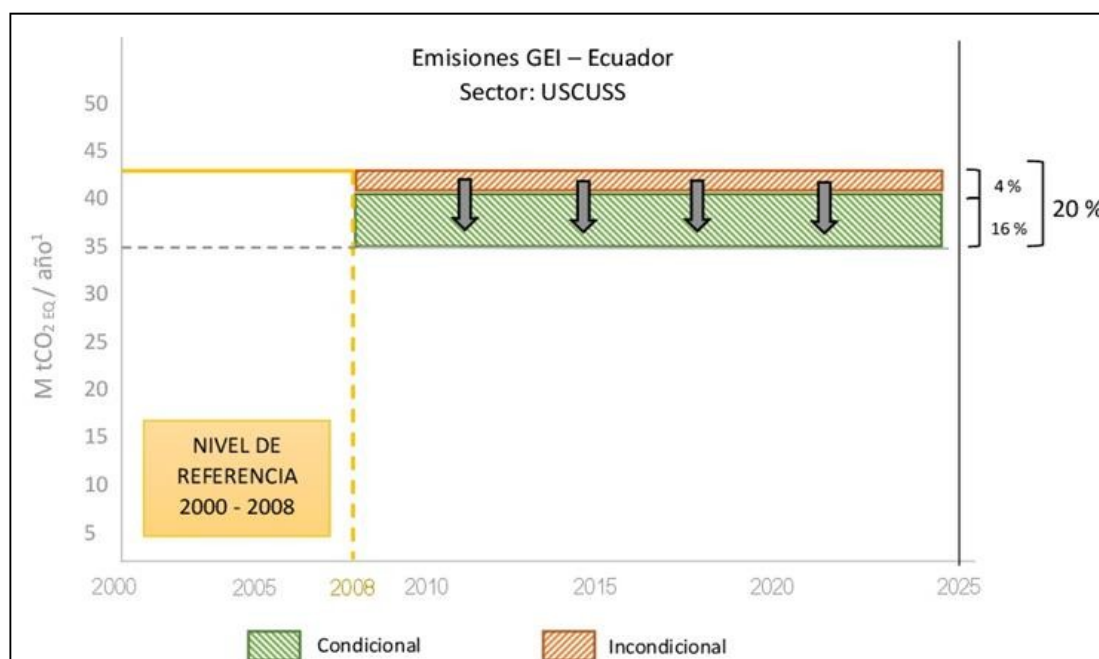 Emisiones GEI – Ecuador
Sector: USCUSS
50
45
40
35
30
25
20
15
10
5
M tCO2 EQ / año1
4 %
16 %
20 %
NIVEL DE
REFERENCIA
2000 - 2008
2000
2005
2008
2010
2015
2020
2025
Condicional
Incondicional